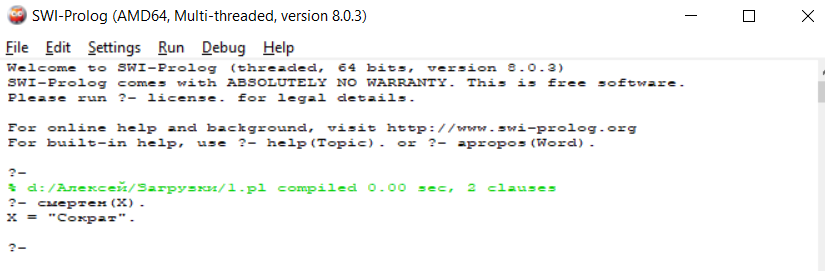 SWI-Prolog (AMD64, Multi-threaded, version 8.0.3)
File Edit Settings Run Debug Help
Welcome to SWI-Prolog (threaded, 64 bits, version 8.0.3)
SWI-Prolog comes with ABSOLUTELY NO WARRANTY. This is free software.
Please run ?- license. for legal details.
For online help and background, visit http://www.swi-prolog.org
For built-in help, use ?- help(Topic). or ?- apropos(Word).
?-
% d:/Алексей/Загрузки/1.pl compiled 0.00 sec, 2 clauses
?- смертен(X).
X = "Сократ".
?-